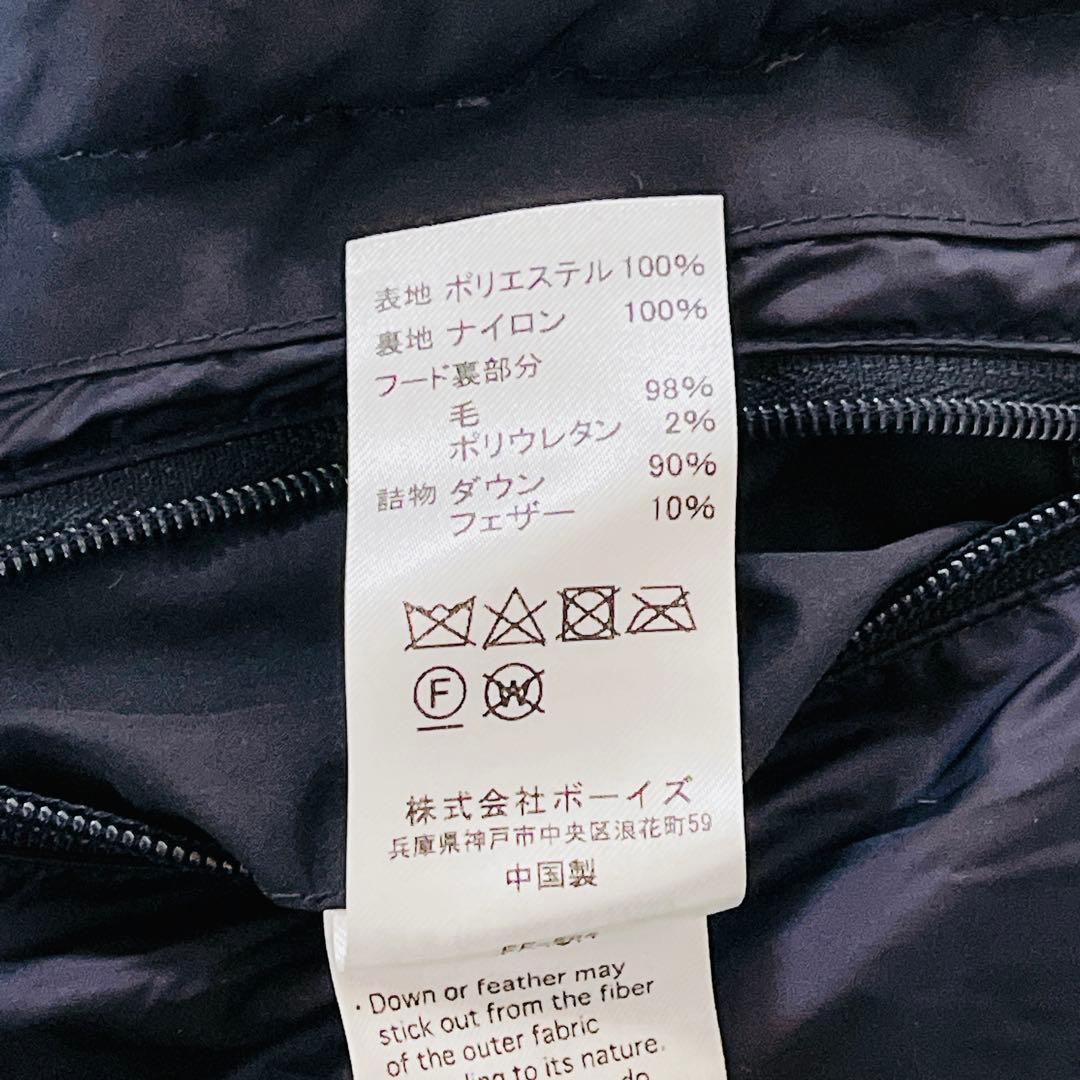 表地 ポリエステル 100%
裏地 ナイロン 100%
フード裏部分
毛 98%
ポリウレタン 2%
詰物 ダウン 90%
フェザー 10%
F W
株式会社ボーイズ
兵庫県神戸市中央区浪花町59
中国製
· Down or feather may
stick out from the fiber
of the outer fabric
to its nature.
do